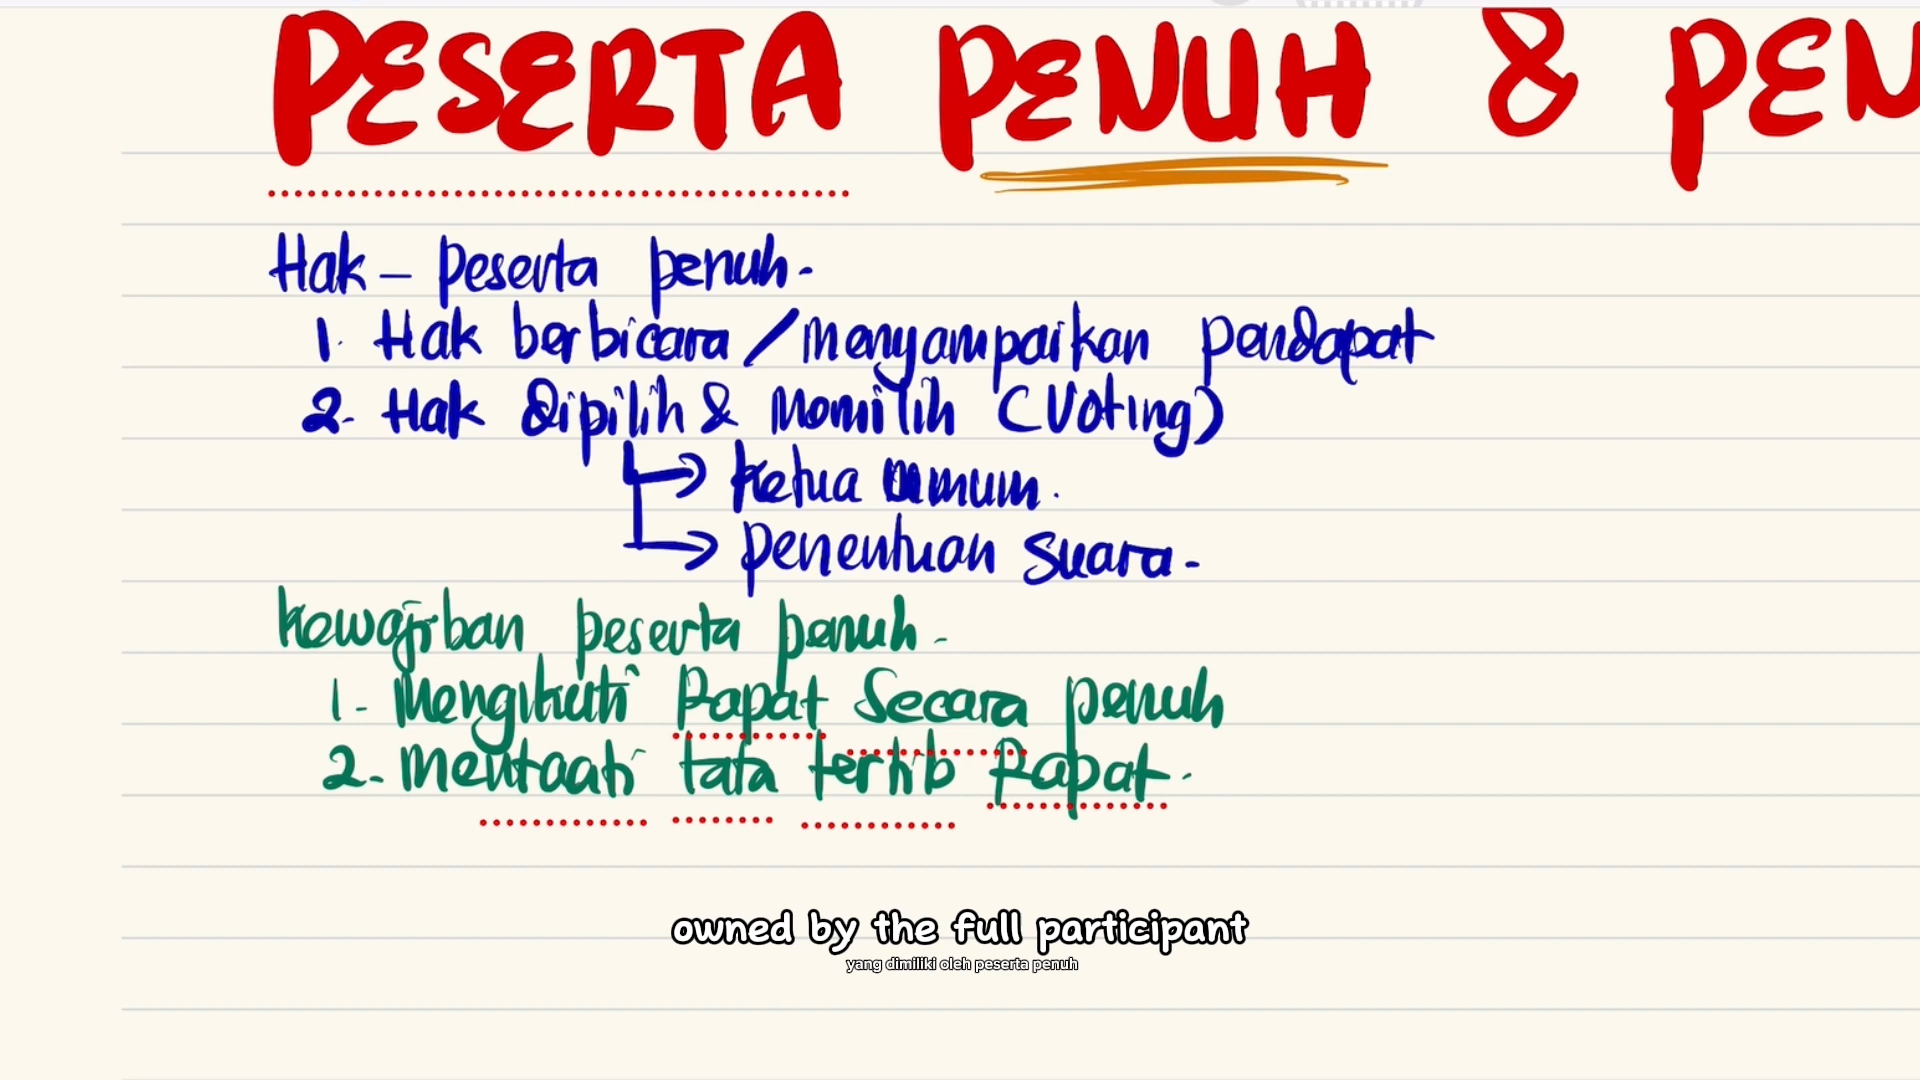 PESERTA PENUH & PEN
Hak - Peserta penuh.
1. Hak berbicara / menyampaikan pendapat
2. Hak dipilih & Memilih (Voting)
→ Ketua umum.
→ Penentuan Suara.
Kewajiban peserta penuh.
1. Mengikuti Rapat Secara penuh
2. Mentaati tata tertib Rapat.
owned by the full participant
yang dimiliki oleh peserta penuh